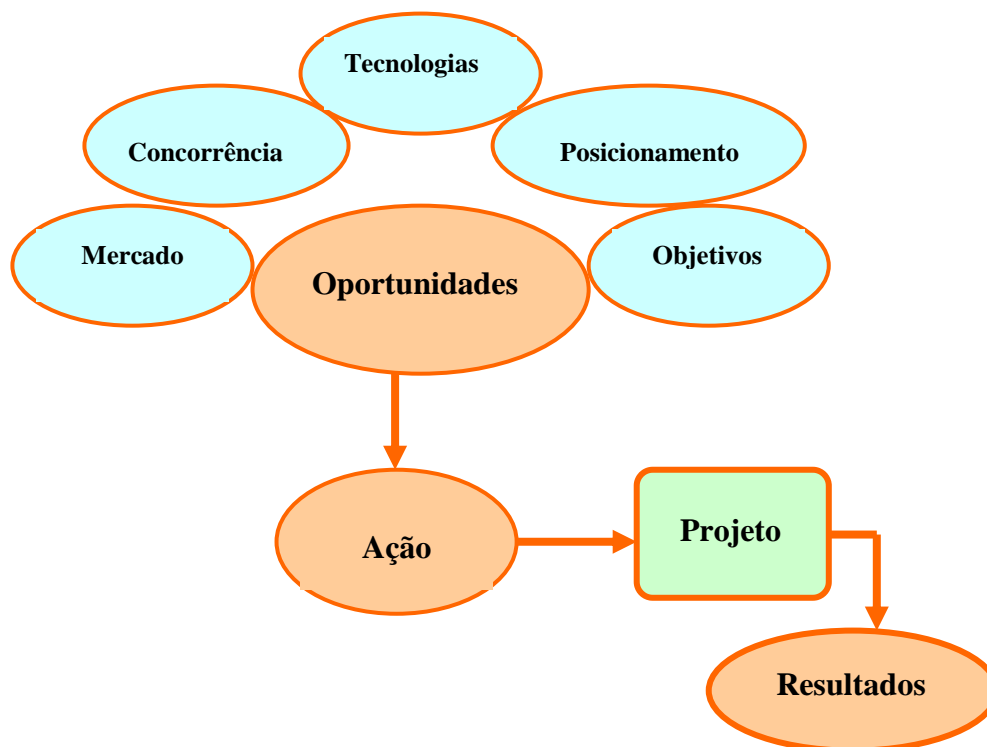 Tecnologias
Concorrência
Posicionamento
Mercado
Objetivos
Oportunidades
Ação
Projeto
Resultados